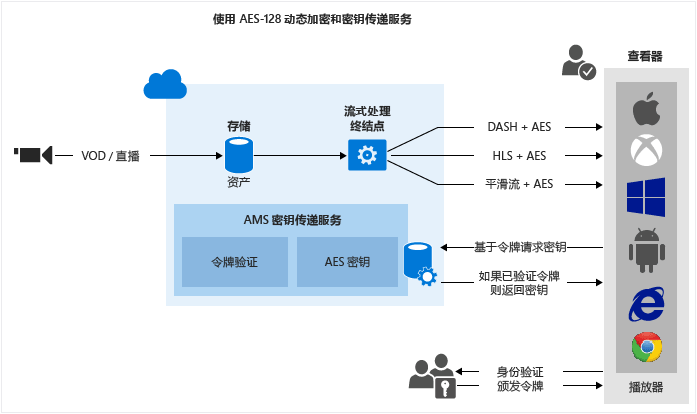 使用 AES-128 动态加密和密钥传递服务
查看器
流式处理
终结点
存储
DASH + AES
VOD / 直播
HLS + AES
资产
平滑流 + AES
AMS 密钥传递服务
令牌验证
AES 密钥
基于令牌请求密钥
如果已验证令牌
则返回密钥
身份验证
颁发令牌
播放器